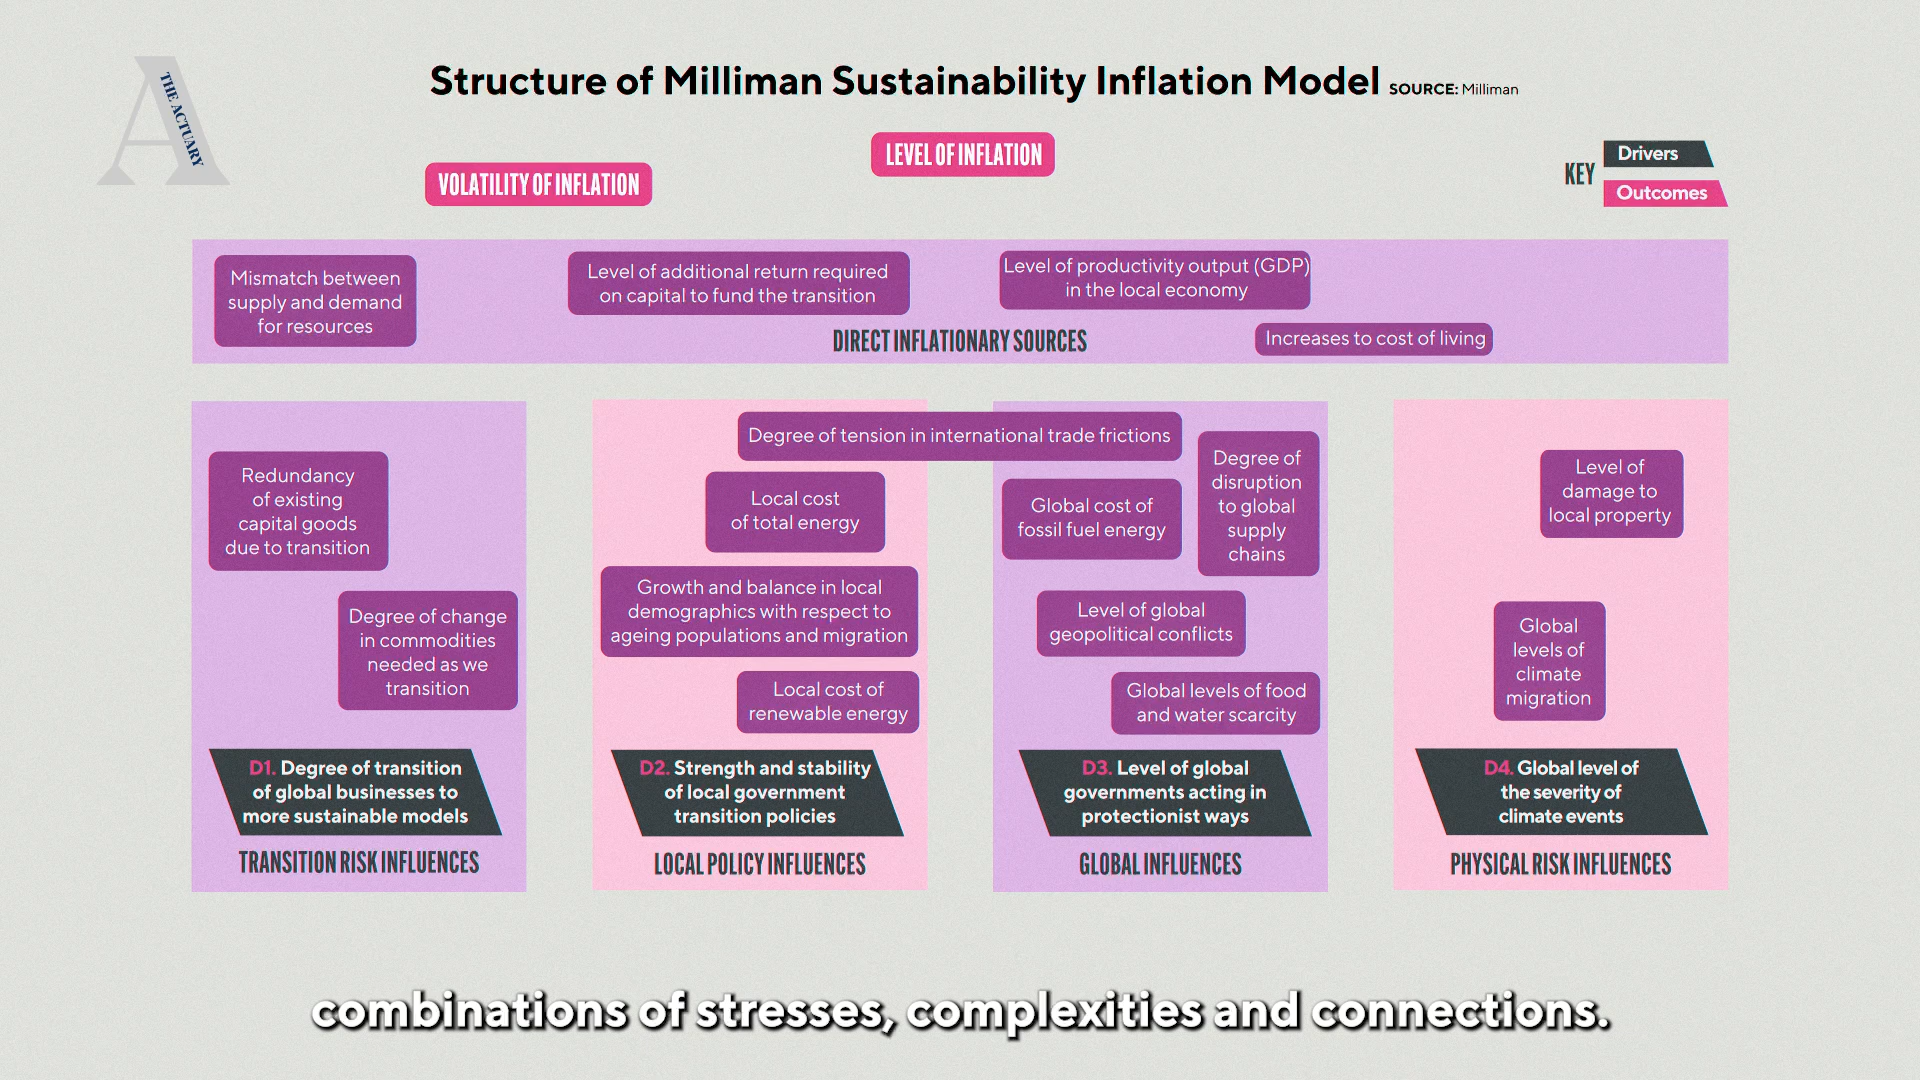 THE ACTUARY
Structure of Milliman Sustainability Inflation Model SOURCE: Milliman
LEVEL OF INFLATION
VOLATILITY OF INFLATION
KEY
Drivers
Outcomes
Mismatch between
supply and demand
for resources
Level of additional return required
on capital to fund the transition
Level of productivity output (GDP)
in the local economy
DIRECT INFLATIONARY SOURCES
Increases to cost of living
Redundancy
of existing
capital goods
due to transition
Degree of change
in commodities
needed as we
transition
D1. Degree of transition
of global businesses to
more sustainable models
TRANSITION RISK INFLUENCES
Degree of tension in international trade frictions
Local cost
of total energy
Growth and balance in local
demographics with respect to
ageing populations and migration
Local cost of
renewable energy
D2. Strength and stability
of local government
transition policies
LOCAL POLICY INFLUENCES
Global cost of
fossil fuel energy
Degree of
disruption
to global
supply
chains
Level of global
geopolitical conflicts
Global levels of food
and water scarcity
D3. Level of global
governments acting in
protectionist ways
GLOBAL INFLUENCES
Level of
damage to
local property
Global
levels of
climate
migration
D4. Global level of
the severity of
climate events
PHYSICAL RISK INFLUENCES
combinations of stresses, complexities and connections.